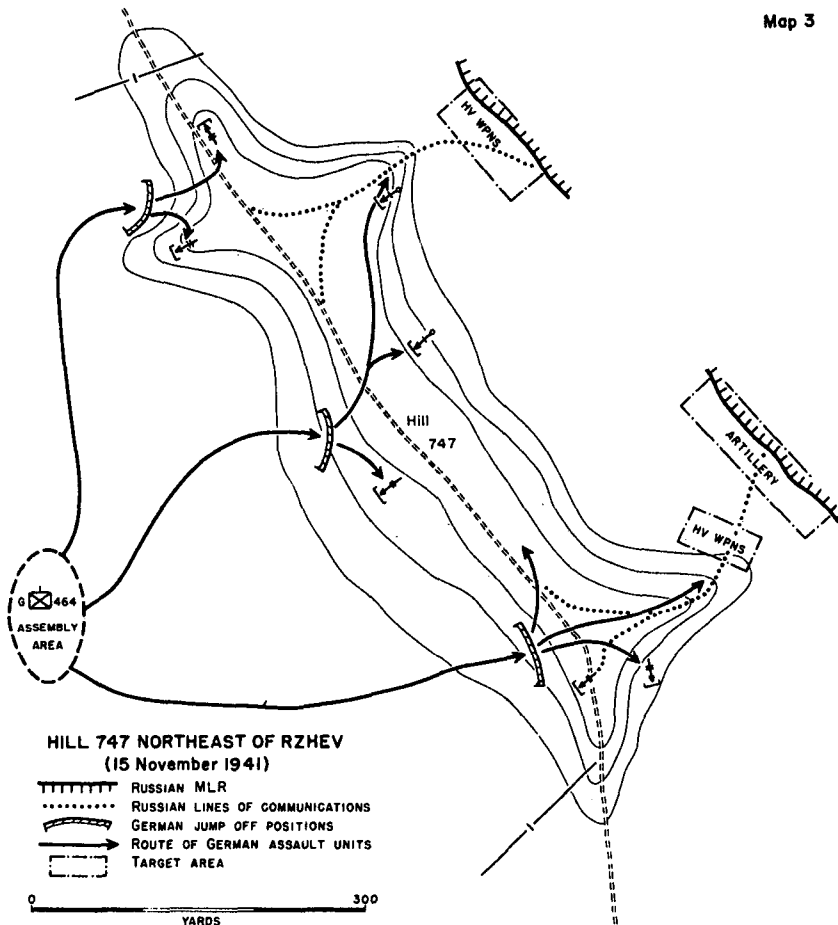 Map 3
HV WPNS
Hill
747
ARTILLERY
HV WPNS
G 464
ASSEMBLY
AREA
HILL 747 NORTHEAST OF RZHEV
(15 November 1941)
RUSSIAN MLR
RUSSIAN LINES OF COMMUNICATIONS
GERMAN JUMP OFF POSITIONS
ROUTE OF GERMAN ASSAULT UNITS
TARGET AREA
0 300
YARDS